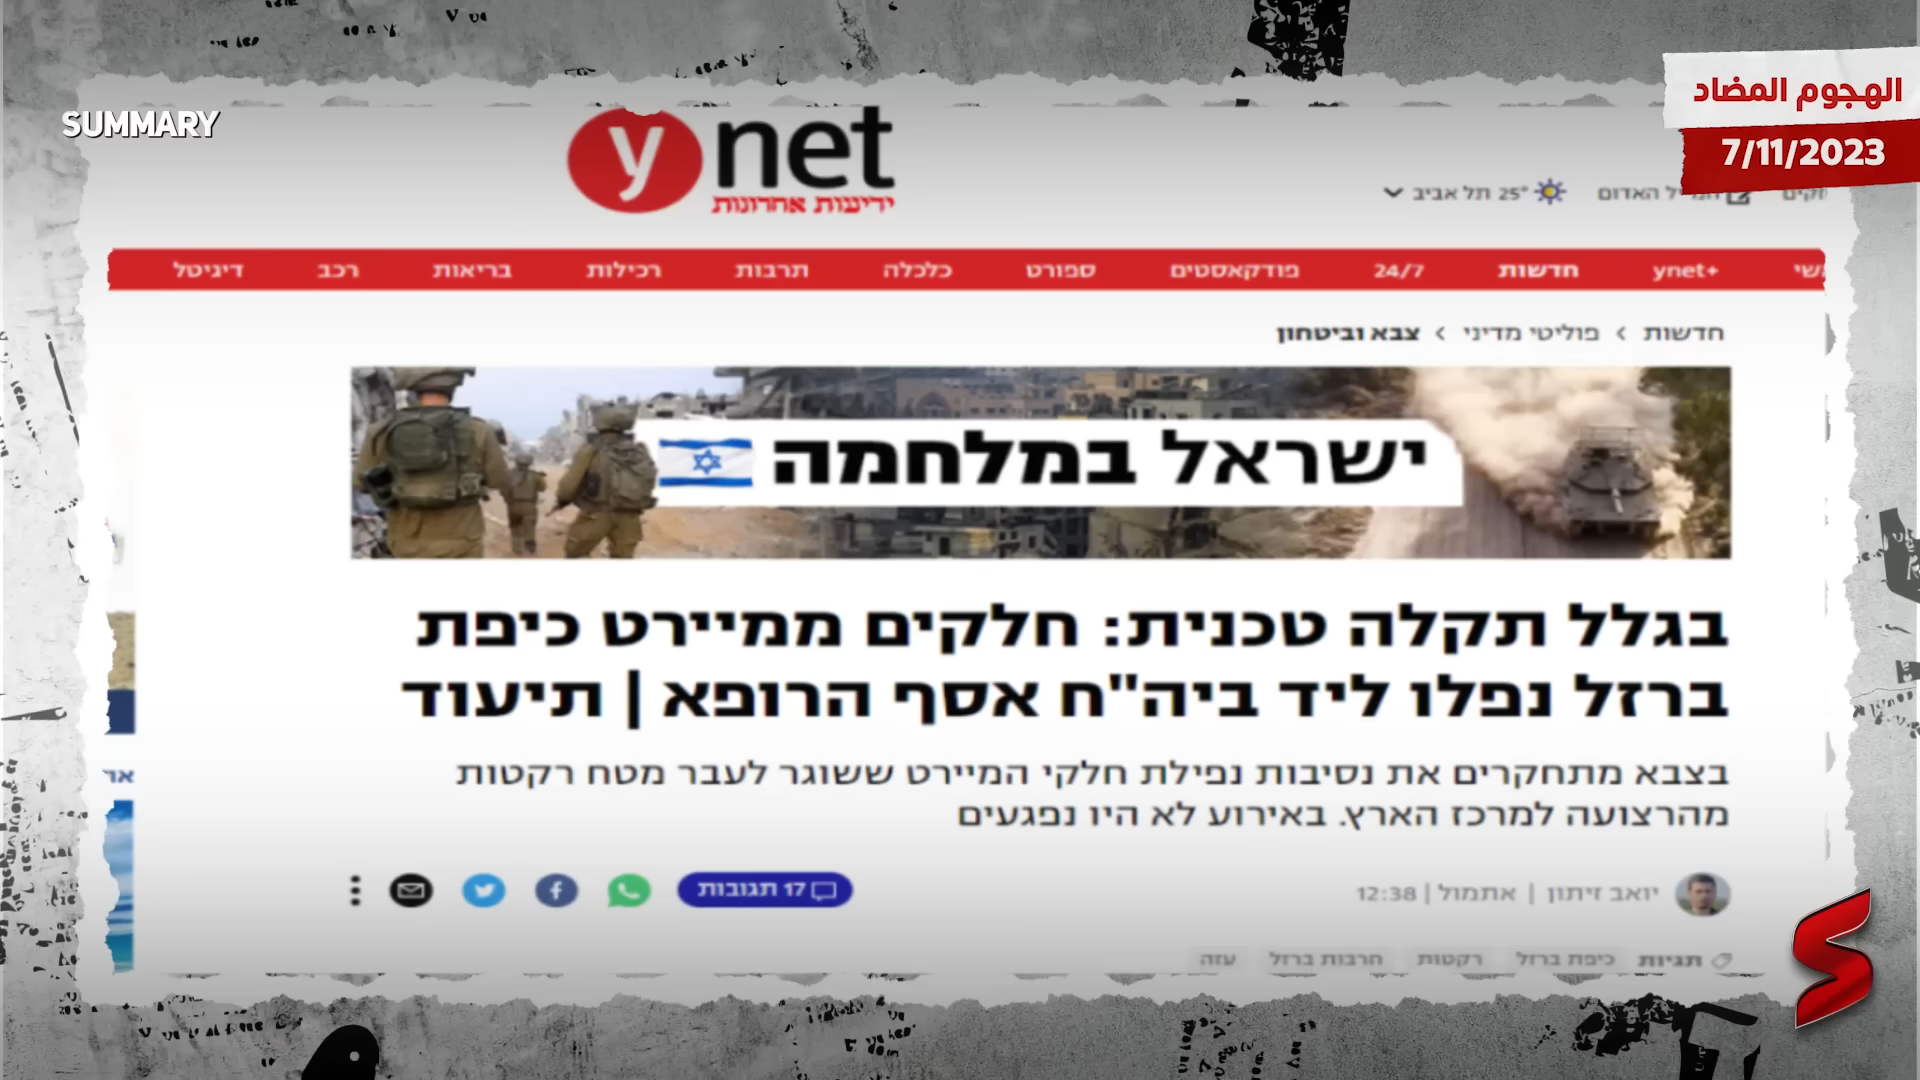 SUMMARY
الهجوم المضاد
7/11/2023
ynet
ידיעות אחרונות
תל אביב 25°
האדום
ynet+ חדשות 24/7 פודקאסטים ספורט כלכלה תרבות רכילות בריאות רכב דיגיטל
חדשות › פוליטי מדיני › צבא וביטחון
ישראל במלחמה
בגלל תקלה טכנית: חלקים ממיירט כיפת
ברזל נפלו ליד ביה"ח אסף הרופא | תיעוד
בצבא מתחקרים את נסיבות נפילת חלקי המיירט ששוגר לעבר מטח רקטות
מהרצועה למרכז הארץ. באירוע לא היו נפגעים
יואב זיתון | אתמול | 12:38
17 תגובות
תגיות כיפת ברזל רקטות חרבות ברזל עזה